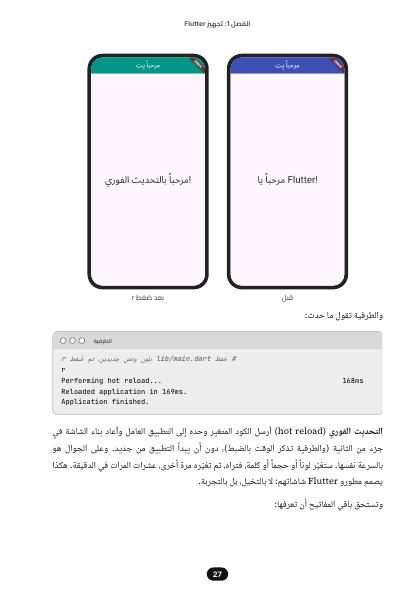 الفصل 1: تجهيز Flutter
مرحباً بِت
مرحباً بِت
مرحباً يا Flutter!
مرحباً بالتحديث الفوري!
قبل
بعد ضغط r
والطرفية تقول ما حدث:
الطرفية
# حفظ lib/main.dart بلون ونص جديدين، ثم ضغط r
r
Performing hot reload... 168ms
Reloaded application in 169ms.
Application finished.
التحديث الفوري (hot reload) أرسل الكود المتغير وحده إلى التطبيق العامل وأعاد بناء الشاشة في
جزء من الثانية (والطرفية تذكر الوقت بالضبط)، دون أن يبدأ التطبيق من جديد. وعلى الجوال هو
بالسرعة نفسها. ستغيّر لوناً أو حجماً أو كلمة، فتراه، ثم تغيّره مرة أخرى، عشرات المرات في الدقيقة. هكذا
يصمم مطورو Flutter شاشاتهم: لا بالتخيل، بل بالتجربة.
وتستحق باقي المفاتيح أن تعرفها:
27